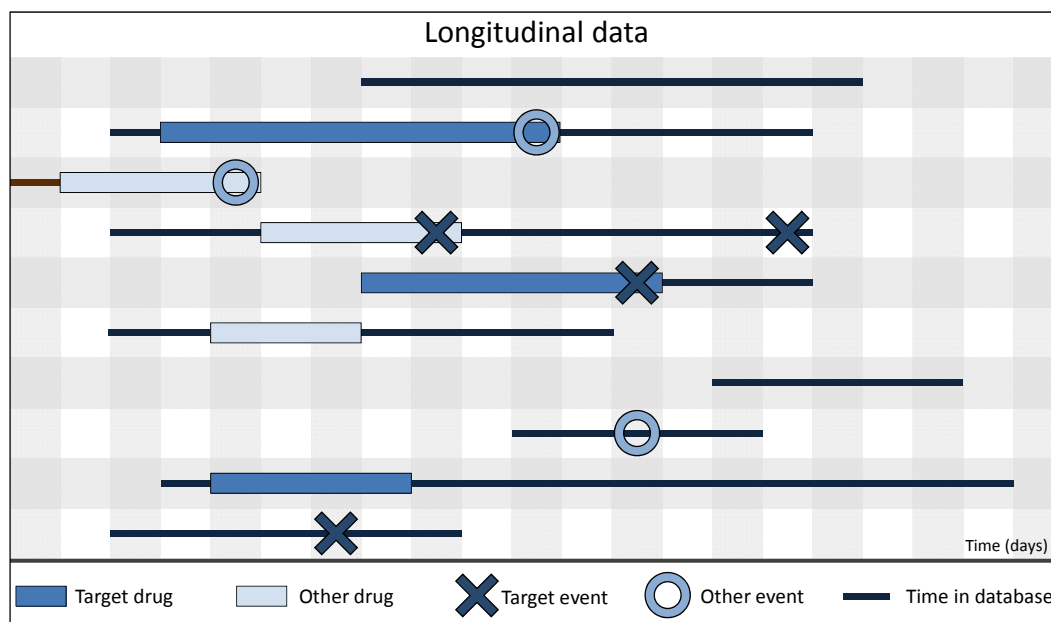 Longitudinal data
Time (days)
Target drug
Other drug
Target event
Other event
Time in database